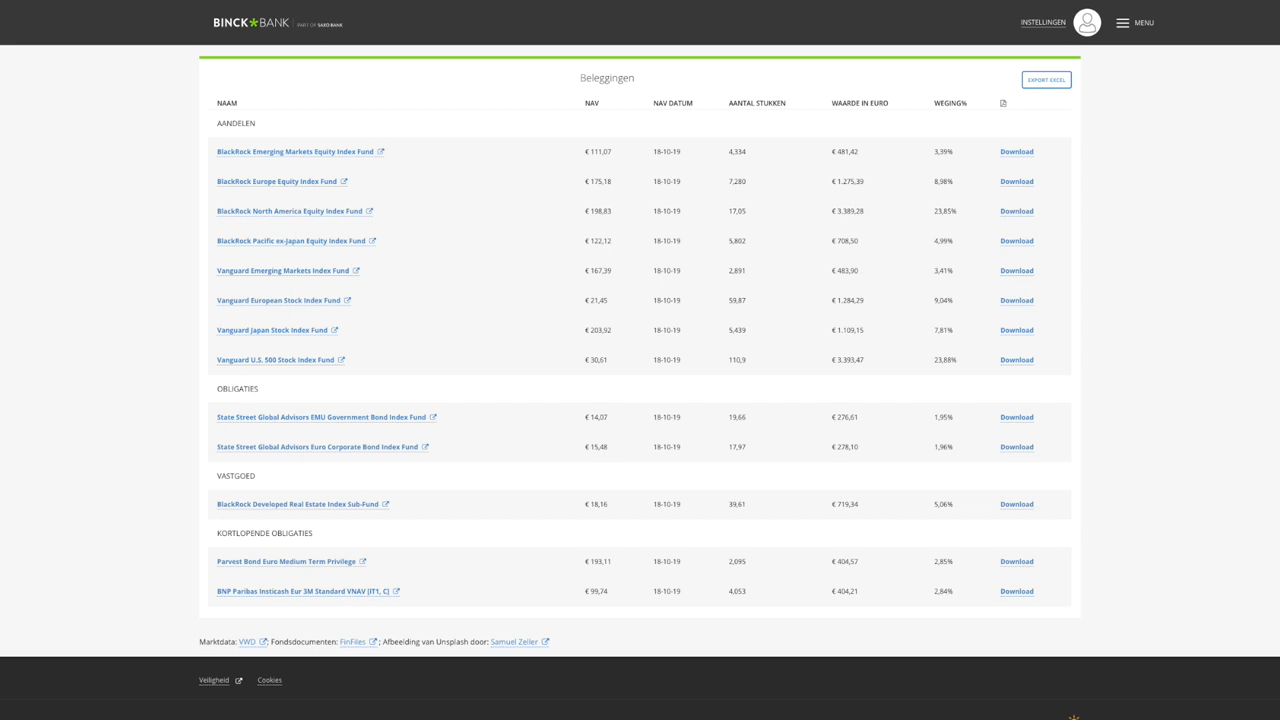 BINCK*BANK | PART OF SAXO BANK
INSTELLINGEN MENU
Beleggingen EXPORT EXCEL
NAAM NAV NAV DATUM AANTAL STUKKEN WAARDE IN EURO WEGING%
AANDELEN
BlackRock Emerging Markets Equity Index Fund € 111,07 18-10-19 4,334 € 481,42 3,39% Download
BlackRock Europe Equity Index Fund € 175,18 18-10-19 7,280 € 1.275,39 8,98% Download
BlackRock North America Equity Index Fund € 198,83 18-10-19 17,05 € 3.389,28 23,85% Download
BlackRock Pacific ex-Japan Equity Index Fund € 122,12 18-10-19 5,802 € 708,50 4,99% Download
Vanguard Emerging Markets Index Fund € 167,39 18-10-19 2,891 € 483,90 3,41% Download
Vanguard European Stock Index Fund € 21,45 18-10-19 59,87 € 1.284,29 9,04% Download
Vanguard Japan Stock Index Fund € 203,92 18-10-19 5,439 € 1.109,15 7,81% Download
Vanguard U.S. 500 Stock Index Fund € 30,61 18-10-19 110,9 € 3.393,47 23,88% Download
OBLIGATIES
State Street Global Advisors EMU Government Bond Index Fund € 14,07 18-10-19 19,66 € 276,61 1,95% Download
State Street Global Advisors Euro Corporate Bond Index Fund € 15,48 18-10-19 17,97 € 278,10 1,96% Download
VASTGOED
BlackRock Developed Real Estate Index Sub-Fund € 18,16 18-10-19 39,61 € 719,34 5,06% Download
KORTLOPENDE OBLIGATIES
Parvest Bond Euro Medium Term Privilege € 193,11 18-10-19 2,095 € 404,57 2,85% Download
BNP Paribas Insticash Eur 3M Standard VNAV (IT1, C) € 99,74 18-10-19 4,053 € 404,21 2,84% Download
Marktdata: VWD ; Fondsdocumenten: FinFiles ; Afbeelding van Unsplash door: Samuel Zeller
Veiligheid Cookies